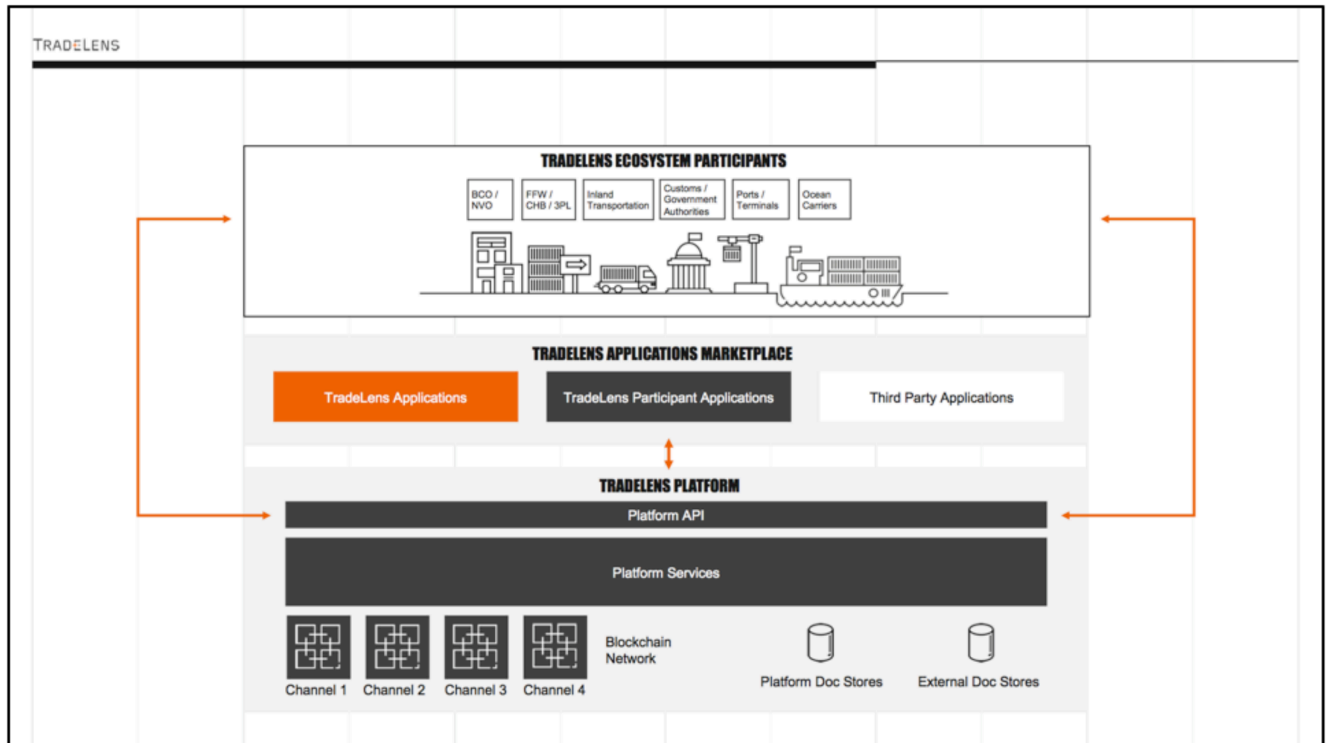 TRADELENS
TRADELENS ECOSYSTEM PARTICIPANTS
BCO /
NVO
FFW /
CHB / 3PL
Inland
Transportation
Customs /
Government
Authorities
Ports /
Terminals
Ocean
Carriers
TRADELENS APPLICATIONS MARKETPLACE
TradeLens Applications
TradeLens Participant Applications
Third Party Applications
TRADELENS PLATFORM
Platform API
Platform Services
Blockchain
Network
Channel 1
Channel 2
Channel 3
Channel 4
Platform Doc Stores
External Doc Stores